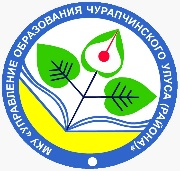 МКУ «УПРАВЛЕНИЕ ОБРАЗОВАНИЯ ЧУРАПЧИНСКОГО УЛУСА (РАЙОНА)»